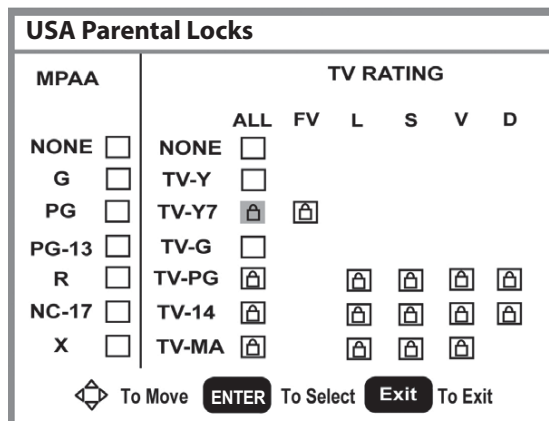 USA Parental Locks
MPAA TV RATING
ALL FV L S V D
NONE NONE
G TV-Y
PG TV-Y7
PG-13 TV-G
R TV-PG
NC-17 TV-14
X TV-MA
To Move ENTER To Select Exit To Exit